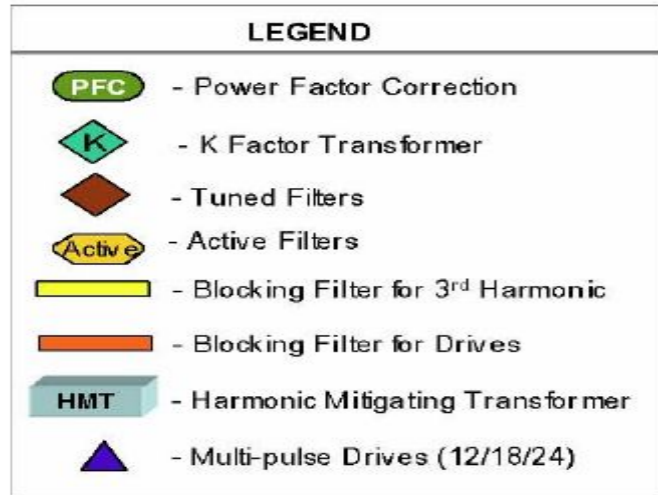 LEGEND
PFC - Power Factor Correction
K - K Factor Transformer
- Tuned Filters
Active - Active Filters
- Blocking Filter for 3rd Harmonic
- Blocking Filter for Drives
HMT - Harmonic Mitigating Transformer
- Multi-pulse Drives (12/18/24)